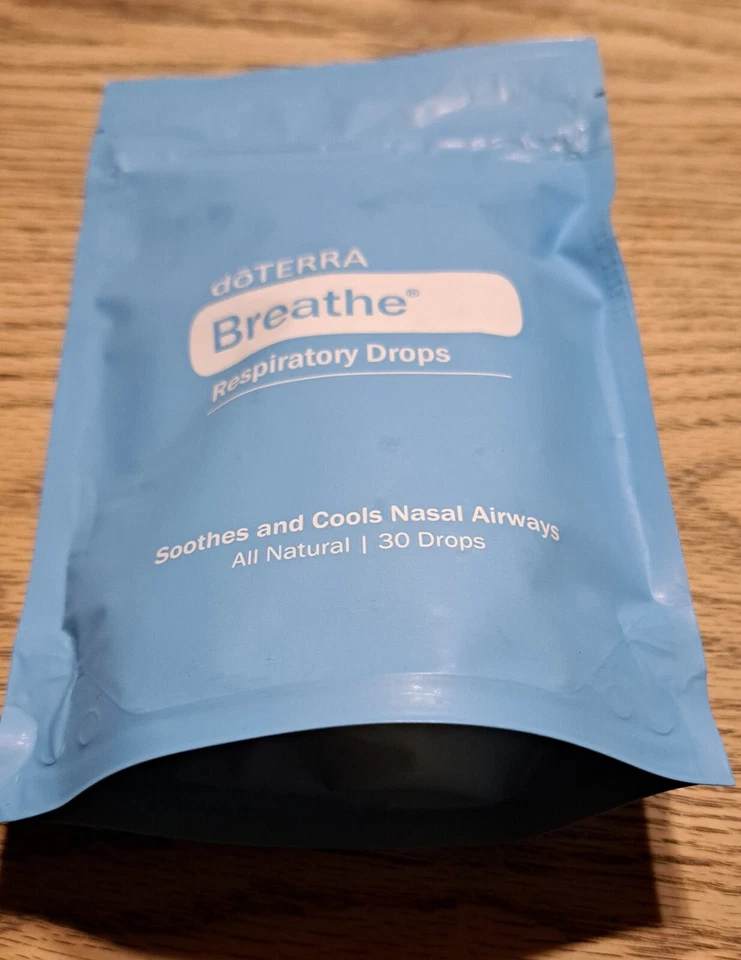 dōTERRA
Breathe®
Respiratory Drops
Soothes and Cools Nasal Airways
All Natural | 30 Drops